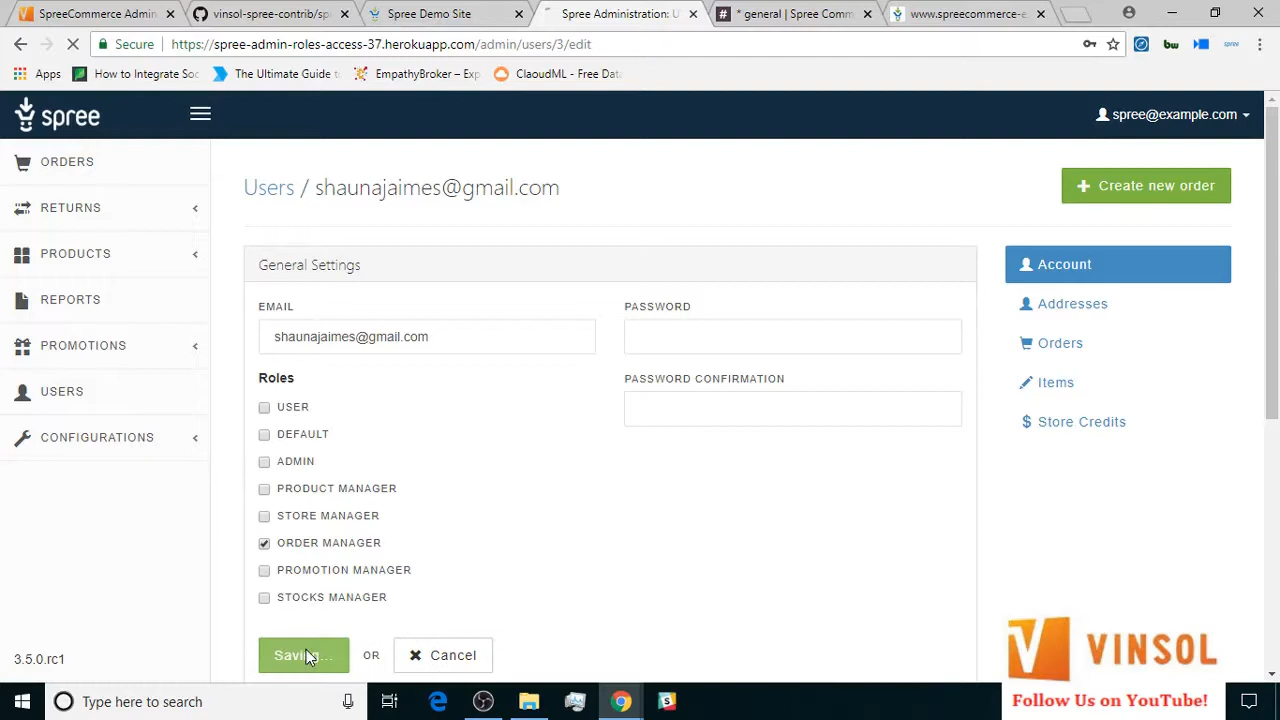 SpreeCommerce Admin
vinsol-spree-contrib/sp
Spree Demo Site
Spree Administration: U
* general | Spree Comm
www.spreecommerce-e
Secure
https://spree-admin-roles-access-37.herokuapp.com/admin/users/3/edit
bw
spree
Apps
How to Integrate Soc
The Ultimate Guide t
EmpathyBroker – Exp
ClaoudML - Free Data
spree
spree@example.com
ORDERS
RETURNS
PRODUCTS
REPORTS
PROMOTIONS
USERS
CONFIGURATIONS
3.5.0.rc1
Users / shaunajaimes@gmail.com
Create new order
General Settings
EMAIL
shaunajaimes@gmail.com
PASSWORD
Roles
PASSWORD CONFIRMATION
USER
DEFAULT
ADMIN
PRODUCT MANAGER
STORE MANAGER
ORDER MANAGER
PROMOTION MANAGER
STOCKS MANAGER
Saving...
OR
Cancel
Account
Addresses
Orders
Items
Store Credits
VINSOL
Follow Us on YouTube!
Type here to search